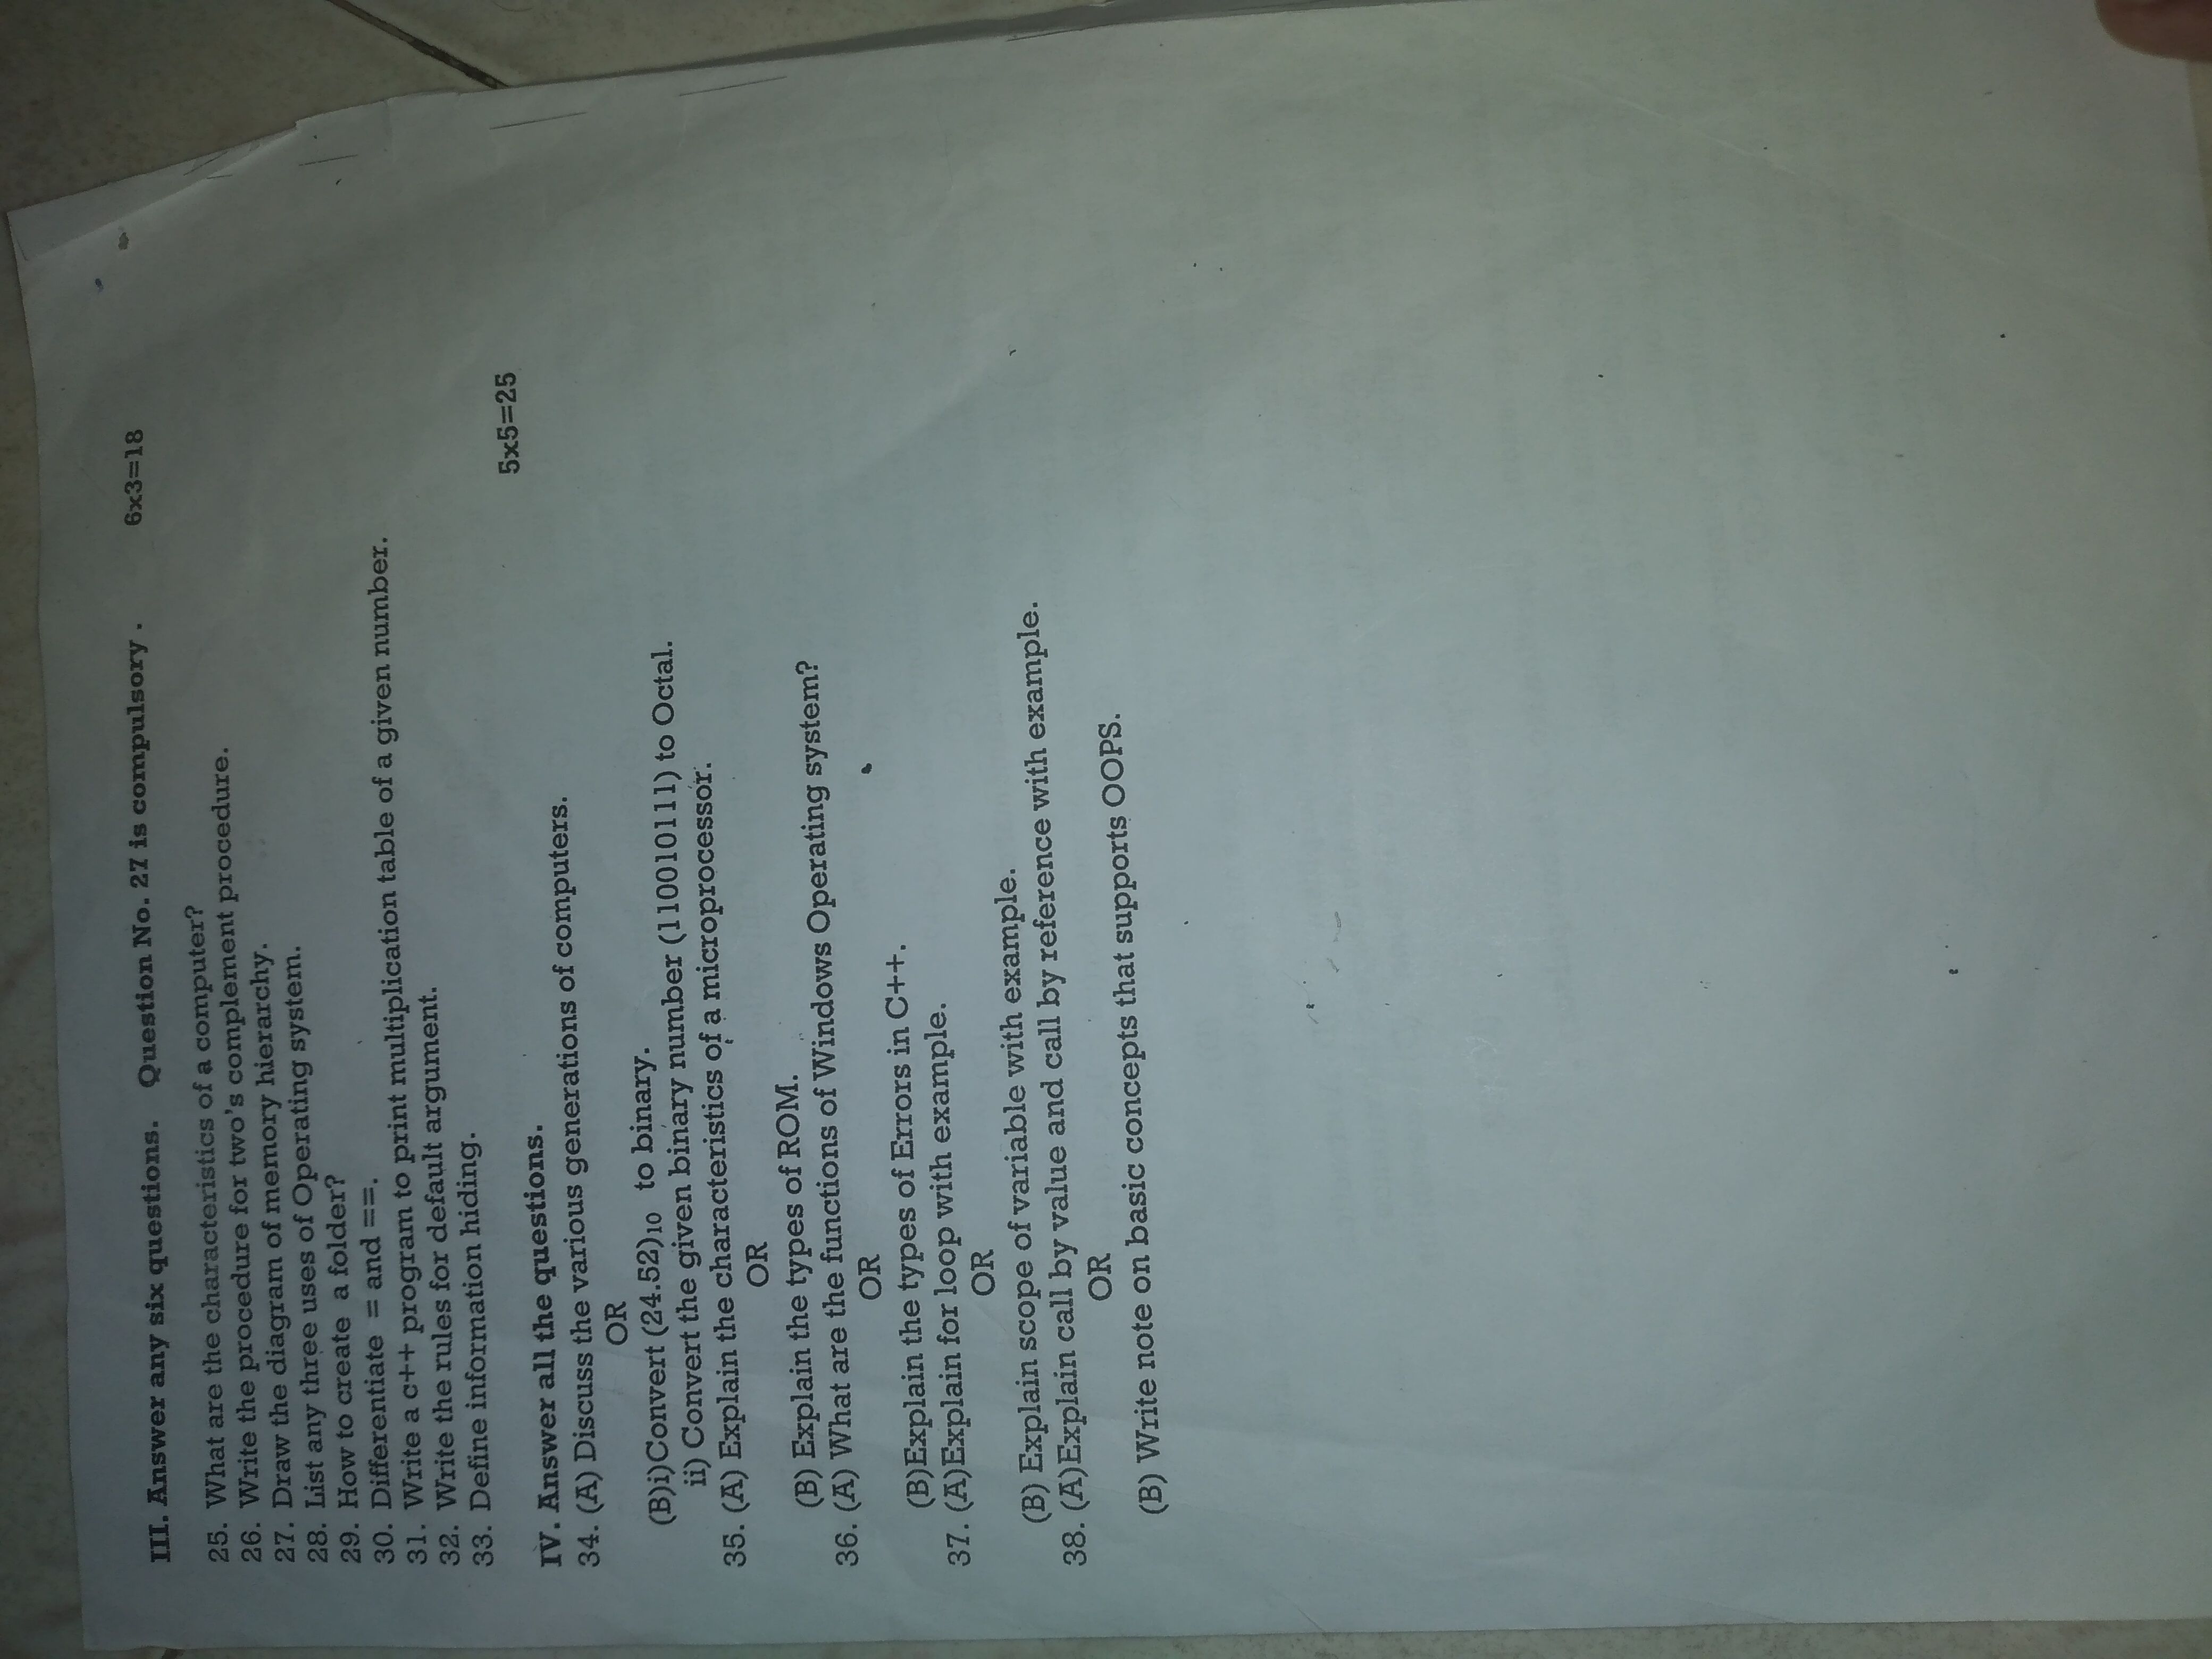 III. Answer any six questions. Question No. 27 is compulsory . 6x3=18
25. What are the characteristics of a computer?
26. Write the procedure for two's complement procedure.
27. Draw the diagram of memory hierarchy.
28. List any three uses of Operating system.
29. How to create a folder?
30. Differentiate = and ==.
31. Write a c++ program to print multiplication table of a given number.
32. Write the rules for default argument.
33. Define information hiding.
5x5=25
IV. Answer all the questions.
34. (A) Discuss the various generations of computers.
OR
(B)i)Convert (24.52)₁₀ to binary.
ii) Convert the given binary number (110010111) to Octal.
35. (A) Explain the characteristics of a microprocessor.
OR
(B) Explain the types of ROM.
36. (A) What are the functions of Windows Operating system?
OR
(B)Explain the types of Errors in C++.
37. (A)Explain for loop with example.
OR
(B) Explain scope of variable with example.
38. (A)Explain call by value and call by reference with example.
OR
(B) Write note on basic concepts that supports OOPS.